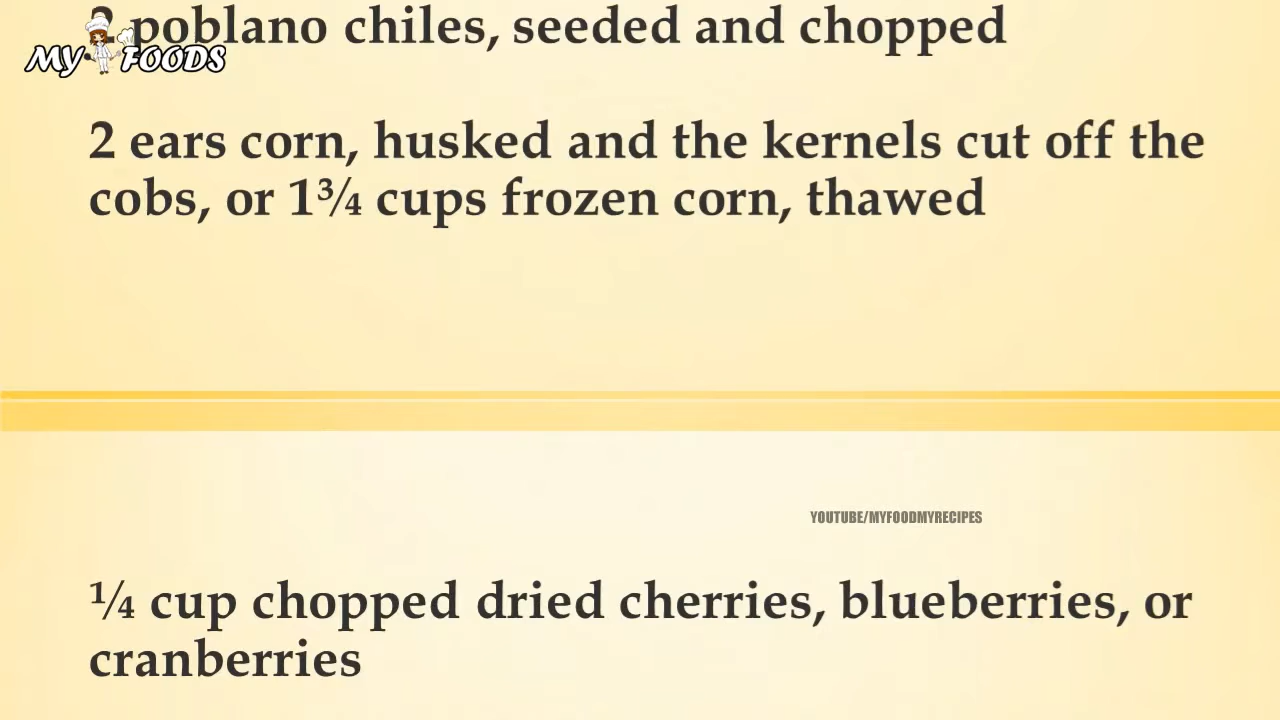 poblano chiles, seeded and chopped
MY FOODS
2 ears corn, husked and the kernels cut off the
cobs, or 1¾ cups frozen corn, thawed
YOUTUBE/MYFOODMYRECIPES
¼ cup chopped dried cherries, blueberries, or
cranberries